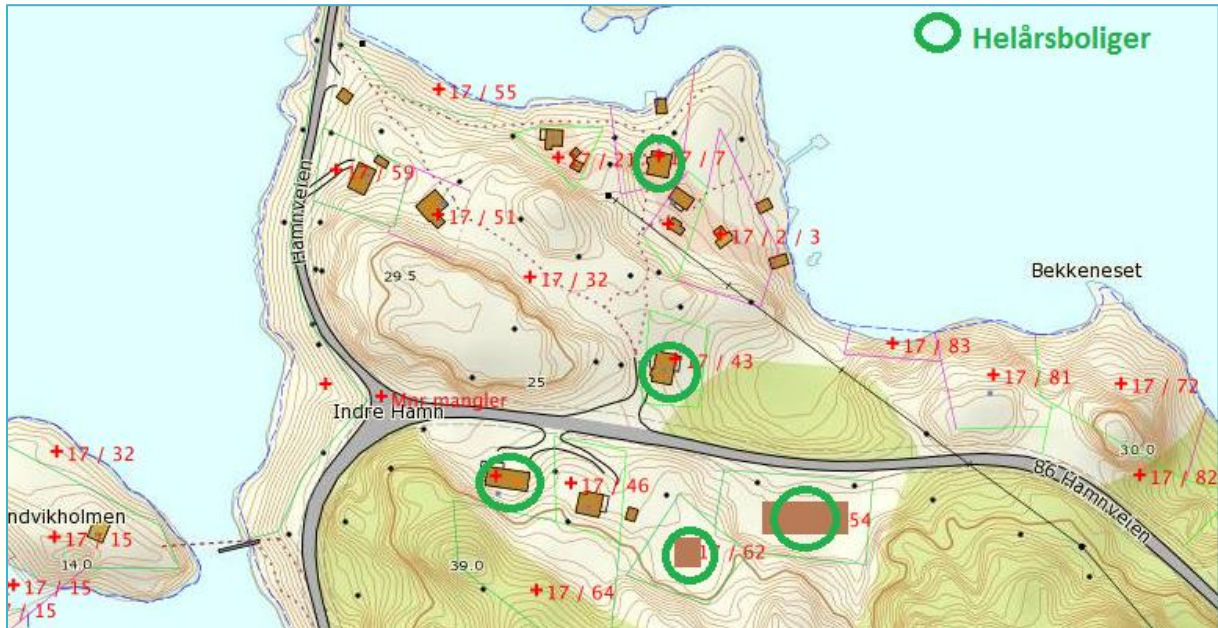 Helårsboliger
17 / 55
17 / 59
17 / 21
17 / 7
17 / 51
17 / 2 / 3
Hamnveien
29.5
17 / 32
Bekkeneset
17 / 83
17 / 43
17 / 81
17 / 72
25
Mnr mangler
Indre Hamn
30.0
17 / 82
86 Hamnveien
17 / 32
17 / 46
ndvikholmen
54
17 / 15
17 / 62
14.0
39.0
17 / 15
17 / 64
/ 15